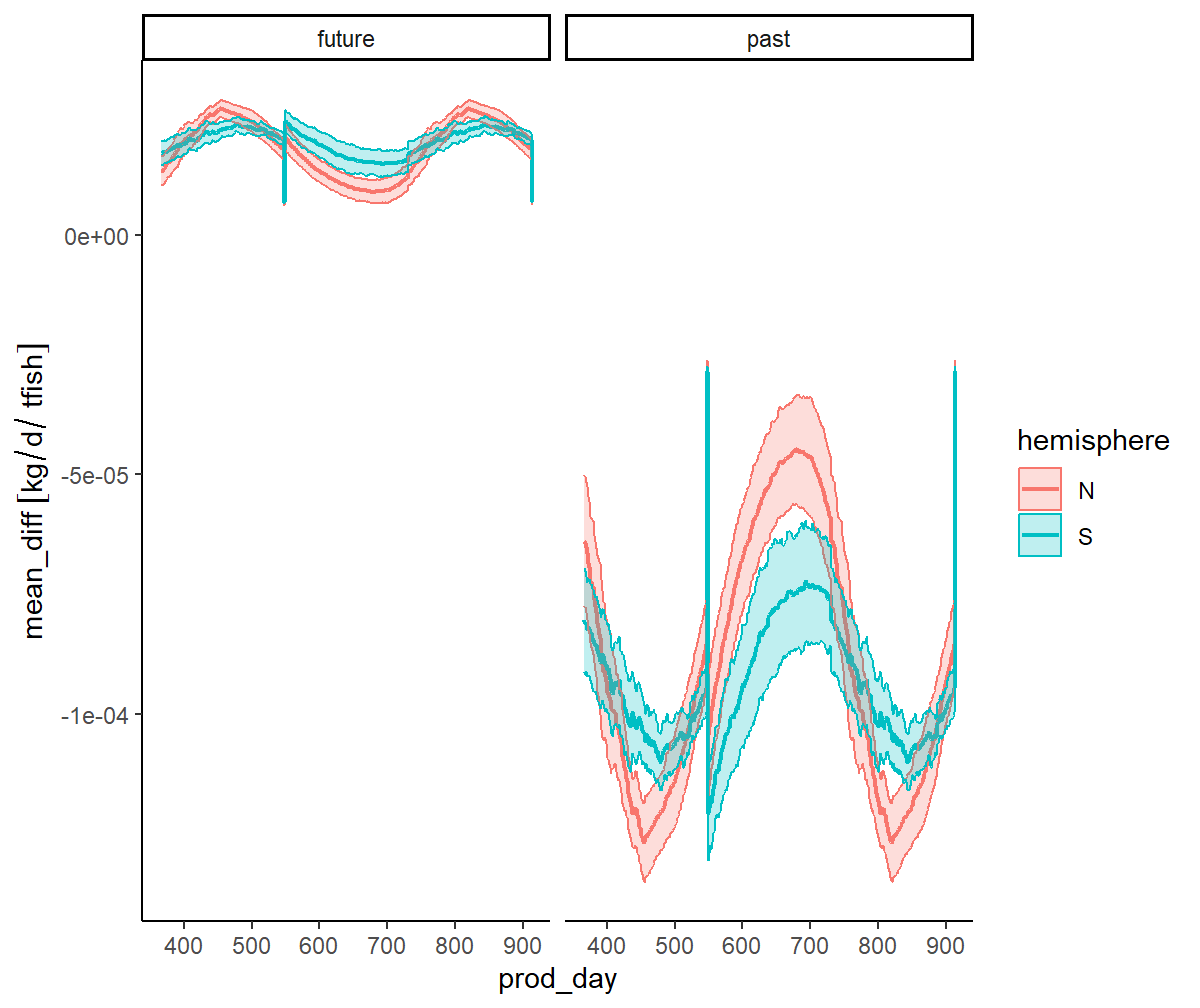 future past
0e+00
-5e-05
-1e-04
mean_diff [kg/d/ tfish]
400 500 600 700 800 900 400 500 600 700 800 900
prod_day
hemisphere
N
S